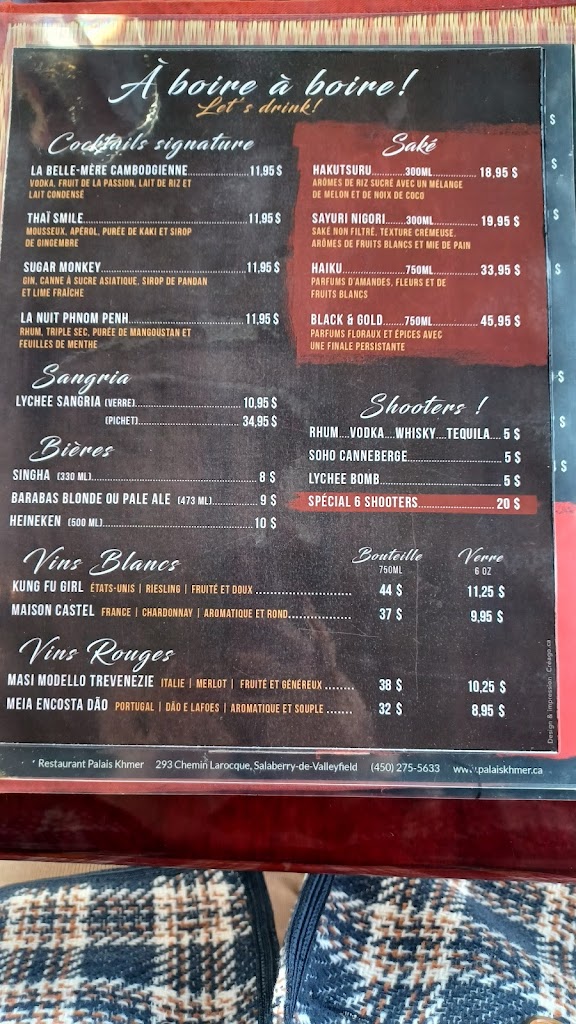 À boire à boire!
Let's drink!
Cocktails signature
LA BELLE-MÈRE CAMBODGIENNE 11,95 $
VODKA, FRUIT DE LA PASSION, LAIT DE RIZ ET
LAIT CONDENSÉ
THAÏ SMILE 11,95 $
MOUSSEUX, APÉROL, PURÉE DE KAKI ET SIROP
DE GINGEMBRE
SUGAR MONKEY 11,95 $
GIN, CANNE À SUCRE ASIATIQUE, SIROP DE PANDAN
ET LIME FRAÎCHE
LA NUIT PHNOM PENH 11,95 $
RHUM, TRIPLE SEC, PURÉE DE MANGOUSTAN ET
FEUILLES DE MENTHE
Sangria
LYCHEE SANGRIA (VERRE) 10,95 $
(PICHET) 34,95 $
Bières
SINGHA (330 ML) 8 $
BARABAS BLONDE OU PALE ALE (473 ML) 9 $
HEINEKEN (500 ML) 10 $
Saké
HAKUTSURU 300ML 18,95 $
ARÔMES DE RIZ SUCRÉ AVEC UN MÉLANGE
DE MELON ET DE NOIX DE COCO
SAYURI NIGORI 300ML 19,95 $
SAKÉ NON FILTRÉ, TEXTURE CRÉMEUSE,
ARÔMES DE FRUITS BLANCS ET MIE DE PAIN
HAIKU 750ML 33,95 $
PARFUMS D'AMANDES, FLEURS ET DE
FRUITS BLANCS
BLACK & GOLD 750ML 45,95 $
PARFUMS FLORAUX ET ÉPICES AVEC
UNE FINALE PERSISTANTE
Shooters !
RHUM....VODKA....WHISKY....TEQUILA.... 5 $
SOHO CANNEBERGE 5 $
LYCHEE BOMB 5 $
SPÉCIAL 6 SHOOTERS 20 $
Vins Blancs
Bouteille Verre
750ML 6 OZ
KUNG FU GIRL ÉTATS-UNIS | RIESLING | FRUITÉ ET DOUX 44 $ 11,25 $
MAISON CASTEL FRANCE | CHARDONNAY | AROMATIQUE ET ROND 37 $ 9,95 $
Vins Rouges
MASI MODELLO TREVENEZIE ITALIE | MERLOT | FRUITÉ ET GÉNÉREUX 38 $ 10,25 $
MEIA ENCOSTA DÃO PORTUGAL | DÃO E LAFOES | AROMATIQUE ET SOUPLE 32 $ 8,95 $
Design & impression Créago.ca
Restaurant Palais Khmer 293 Chemin Larocque, Salaberry-de-Valleyfield (450) 275-5633 www.palaiskhmer.ca
$
$
$
$
$
$